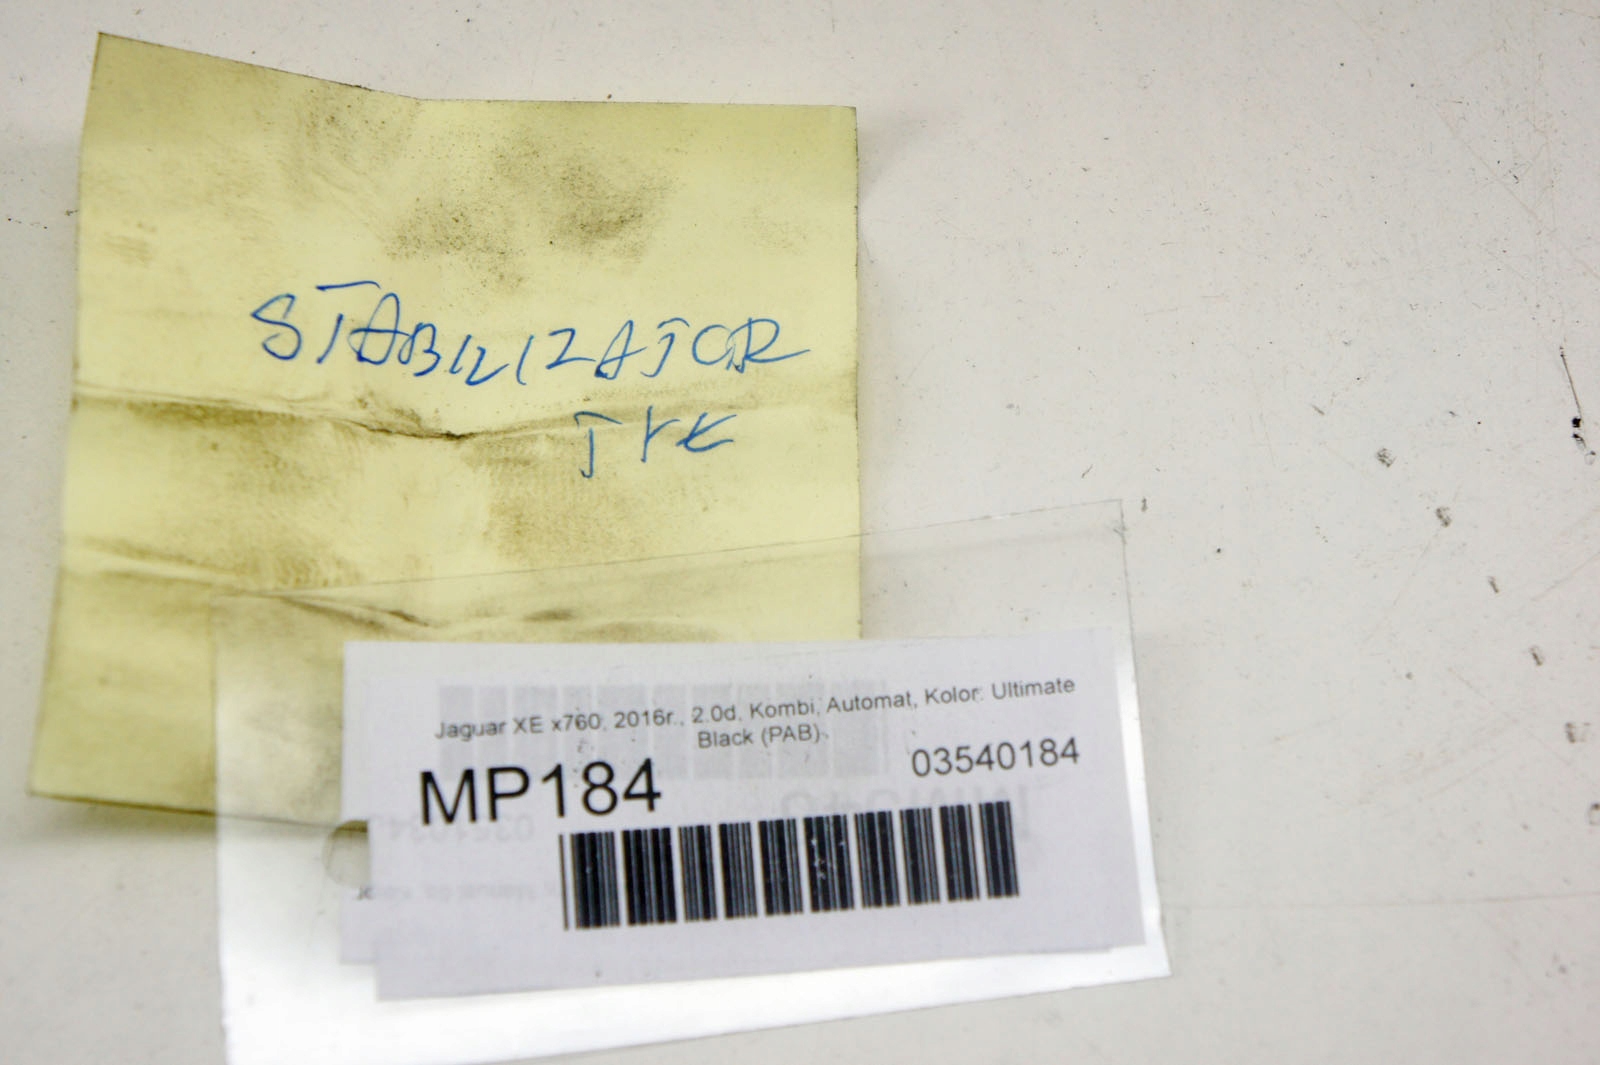 STABILIZATOR
TYŁ
Jaguar XE x760, 2016r., 2.0d, Kombi, Automat, Kolor: Ultimate
Black (PAB)
03540184
MP184